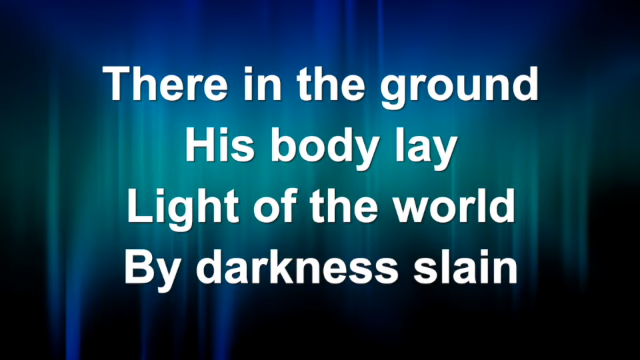 There in the ground
His body lay
Light of the world
By darkness slain